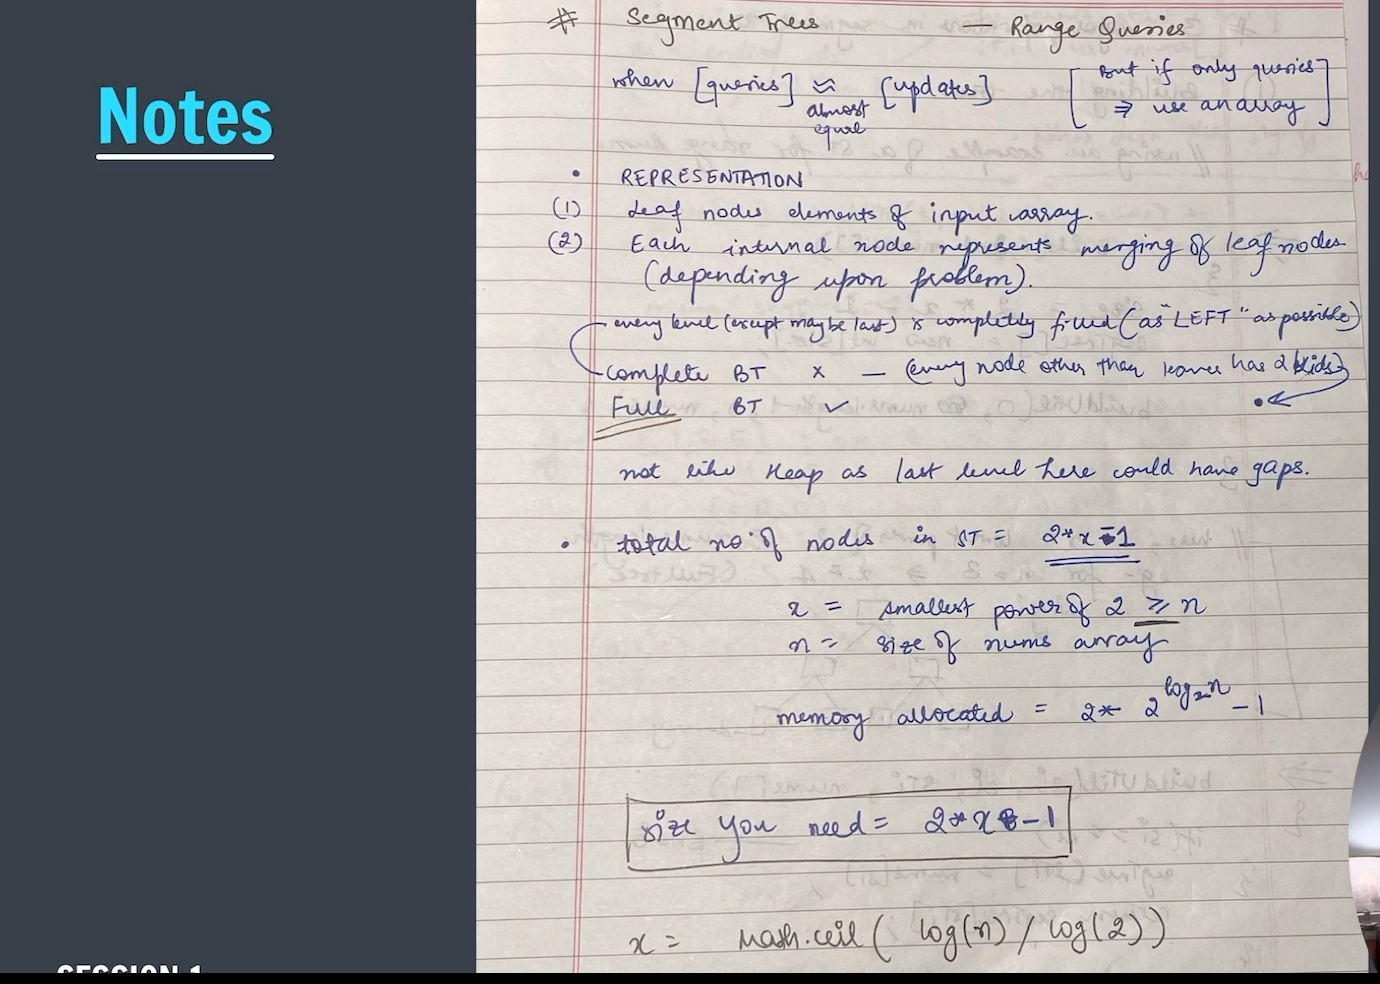 Notes
# Segment Trees — Range Queries
when [queries] ≈ [updates] [But if only queries
almost equal ⇒ use an array]
• REPRESENTATION
(1) Leaf nodes elements of input array.
(2) Each internal node represents merging of leaf nodes
(depending upon problem).
every level (except maybe last) is completely filled (as "LEFT" as possible)
complete BT x — (every node other than leaves has 2 kids)
Full BT ✓
not like Heap as last level here could have gaps.
• total no. of nodes in ST = 2*x-1
x = smallest power of 2 ≥ n
n = size of nums array
memory allocated = 2* 2^log₂n - 1
size you need = 2*x-1
x = Math.ceil( log(n) / log(2))
SESSION 1